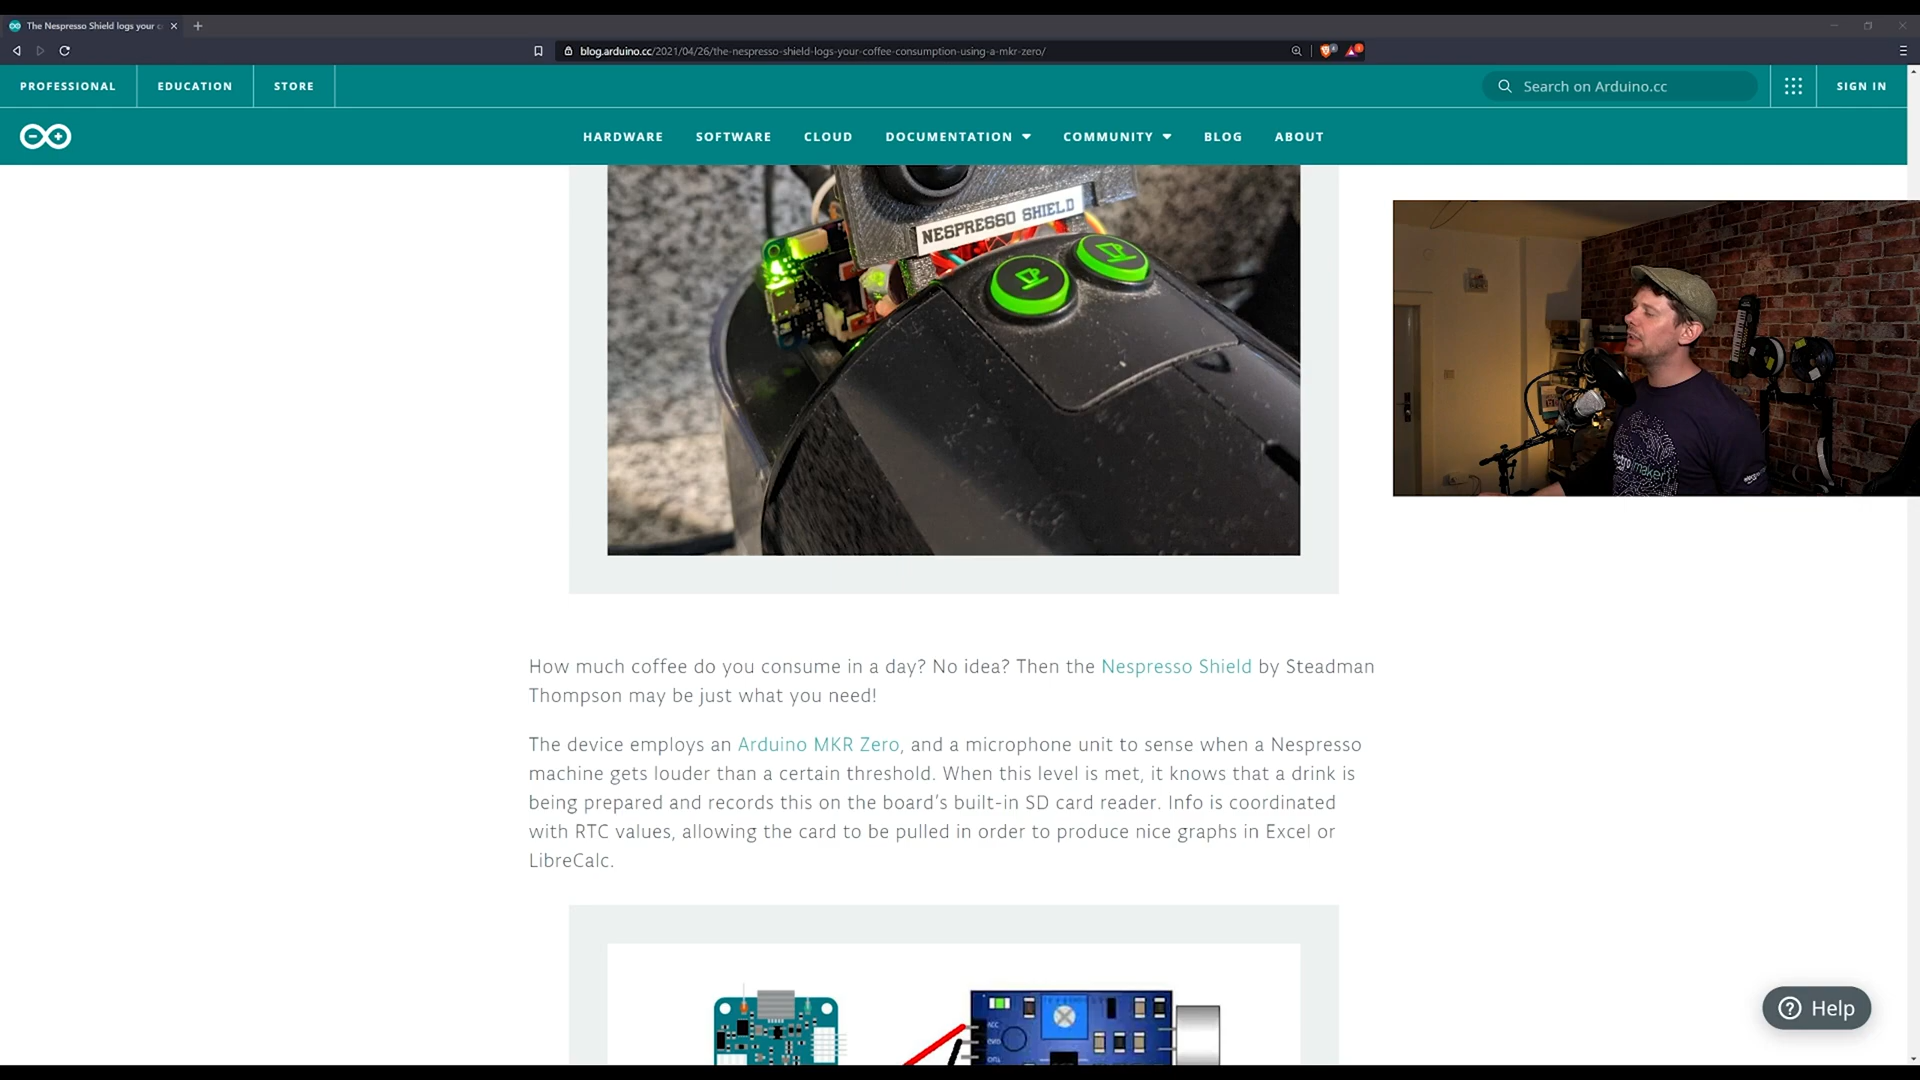 The Nespresso Shield logs your c
blog.arduino.cc/2021/04/26/the-nespresso-shield-logs-your-coffee-consumption-using-a-mkr-zero/
PROFESSIONAL
EDUCATION
STORE
Search on Arduino.cc
SIGN IN
HARDWARE
SOFTWARE
CLOUD
DOCUMENTATION
COMMUNITY
BLOG
ABOUT
NESPRESSO SHIELD
How much coffee do you consume in a day? No idea? Then the Nespresso Shield by Steadman
Thompson may be just what you need!
The device employs an Arduino MKR Zero, and a microphone unit to sense when a Nespresso
machine gets louder than a certain threshold. When this level is met, it knows that a drink is
being prepared and records this on the board’s built-in SD card reader. Info is coordinated
with RTC values, allowing the card to be pulled in order to produce nice graphs in Excel or
LibreCalc.
Help